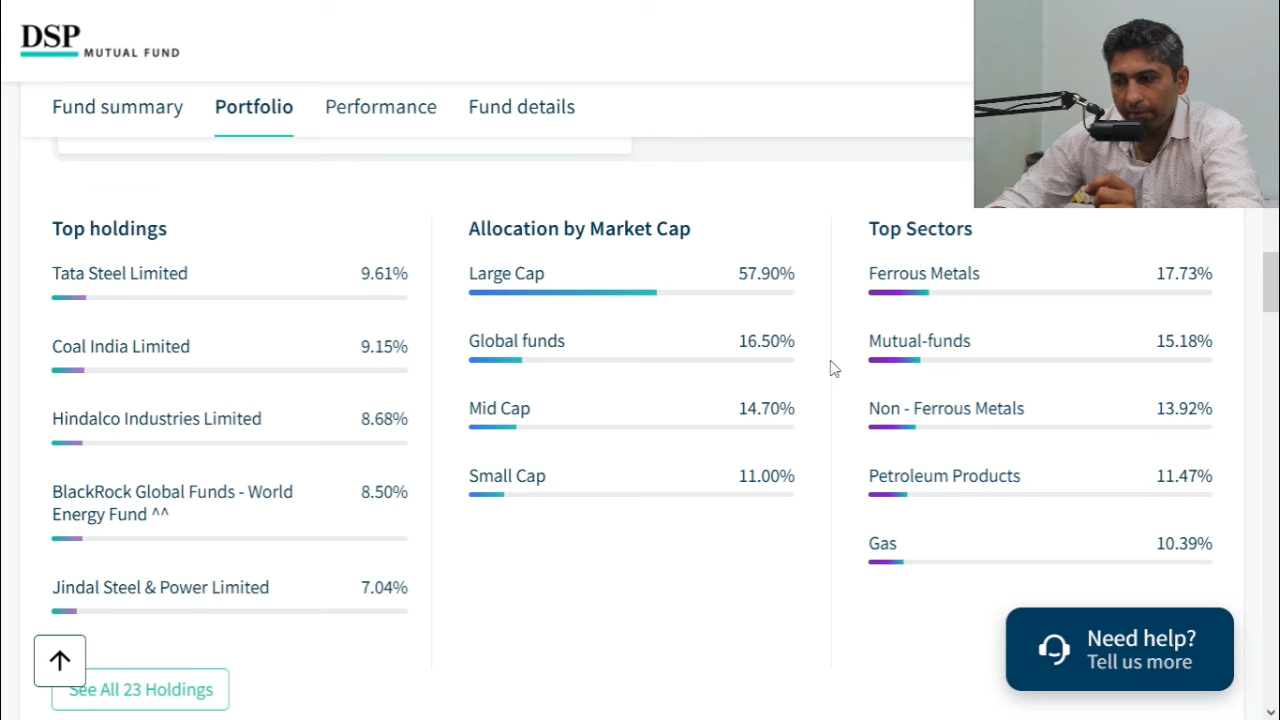 DSP
MUTUAL FUND
Fund summary
Portfolio
Performance
Fund details
Top holdings
Tata Steel Limited 9.61%
Coal India Limited 9.15%
Hindalco Industries Limited 8.68%
BlackRock Global Funds - World 8.50%
Energy Fund ^^
Jindal Steel & Power Limited 7.04%
See All 23 Holdings
Allocation by Market Cap
Large Cap 57.90%
Global funds 16.50%
Mid Cap 14.70%
Small Cap 11.00%
Top Sectors
Ferrous Metals 17.73%
Mutual-funds 15.18%
Non - Ferrous Metals 13.92%
Petroleum Products 11.47%
Gas 10.39%
Need help?
Tell us more